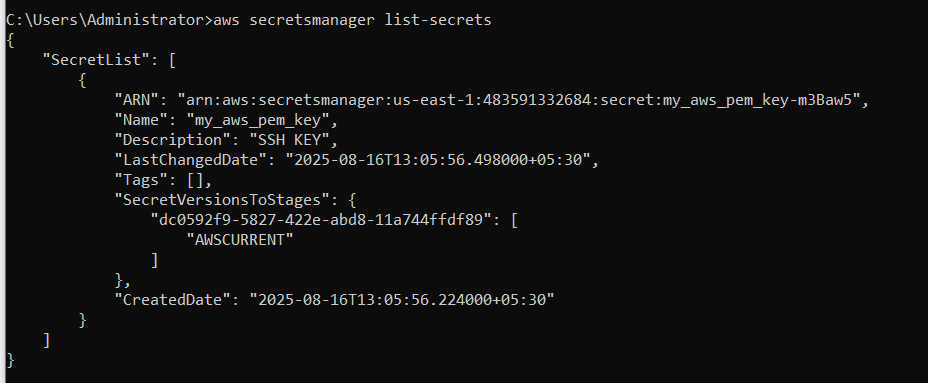 C:\Users\Administrator>aws secretsmanager list-secrets
{
    "SecretList": [
        {
            "ARN": "arn:aws:secretsmanager:us-east-1:483591332684:secret:my_aws_pem_key-m3Baw5",
            "Name": "my_aws_pem_key",
            "Description": "SSH KEY",
            "LastChangedDate": "2025-08-16T13:05:56.498000+05:30",
            "Tags": [],
            "SecretVersionsToStages": {
                "dc0592f9-5827-422e-abd8-11a744ffdf89": [
                    "AWSCURRENT"
                ]
            },
            "CreatedDate": "2025-08-16T13:05:56.224000+05:30"
        }
    ]
}